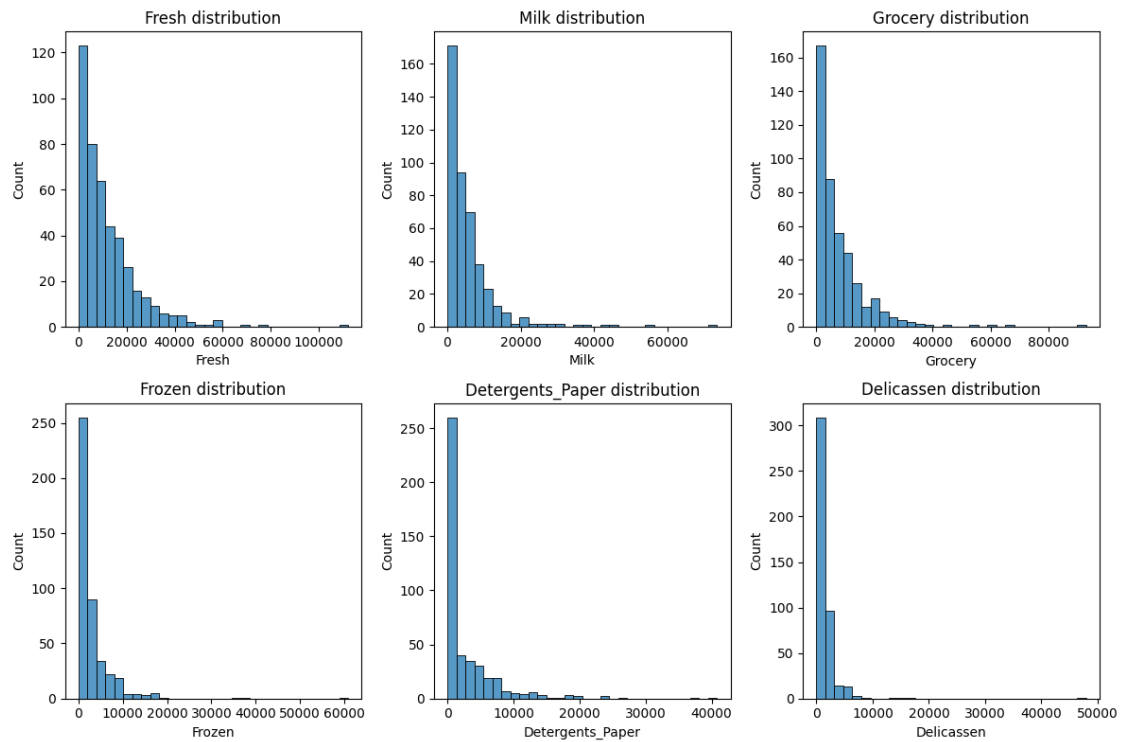 Fresh distribution
Milk distribution
Grocery distribution
120
100
80
60
40
20
0
Count
0 20000 40000 60000 80000 100000
Fresh
160
140
120
100
80
60
40
20
0
Count
0 20000 40000 60000
Milk
160
140
120
100
80
60
40
20
0
Count
0 20000 40000 60000 80000
Grocery
Frozen distribution
Detergents_Paper distribution
Delicassen distribution
250
200
150
100
50
0
Count
0 10000 20000 30000 40000 50000 60000
Frozen
250
200
150
100
50
0
Count
0 10000 20000 30000 40000
Detergents_Paper
300
250
200
150
100
50
0
Count
0 10000 20000 30000 40000 50000
Delicassen